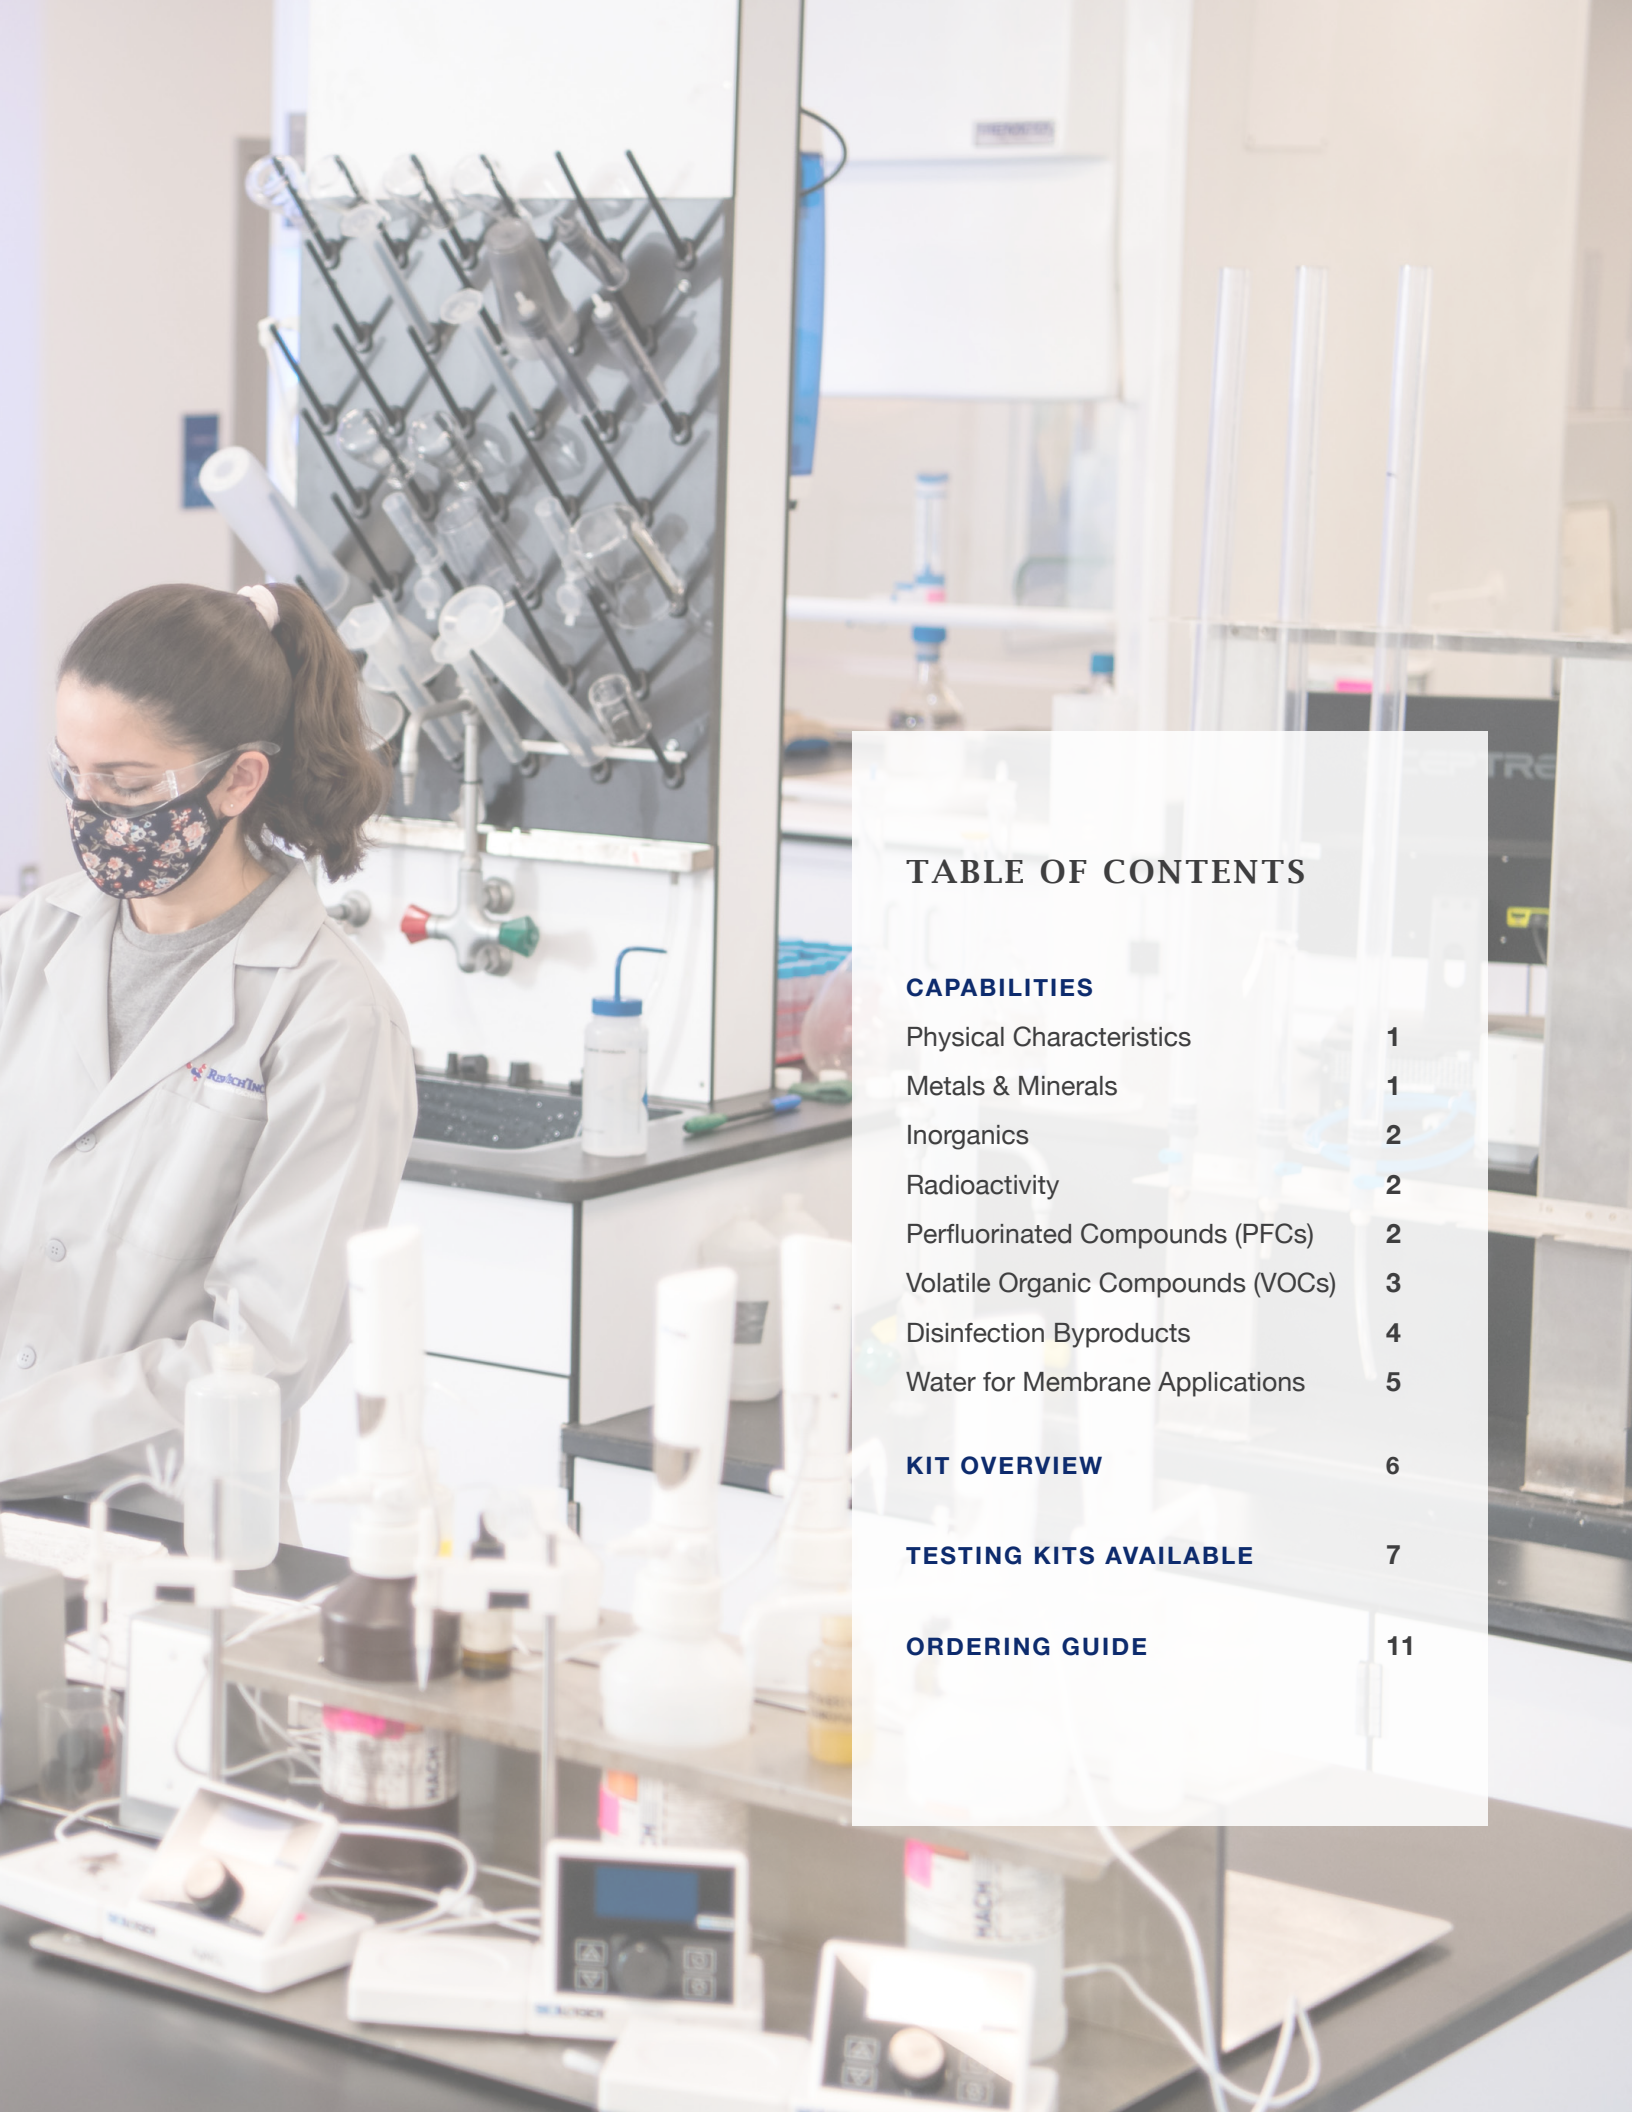 TABLE OF CONTENTS
CAPABILITIES
Physical Characteristics 1
Metals & Minerals 1
Inorganics 2
Radioactivity 2
Perfluorinated Compounds (PFCs) 2
Volatile Organic Compounds (VOCs) 3
Disinfection Byproducts 4
Water for Membrane Applications 5
KIT OVERVIEW 6
TESTING KITS AVAILABLE 7
ORDERING GUIDE 11
HACH
HACH